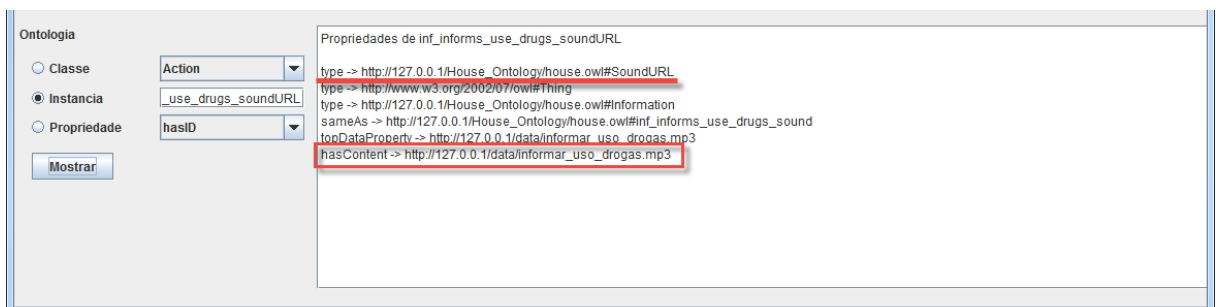 Ontologia
Classe
Action
Instancia
_use_drugs_soundURL
Propriedade
hasID
Mostrar
Propriedades de inf_informs_use_drugs_soundURL
type -> http://127.0.0.1/House_Ontology/house.owl#SoundURL
type -> http://www.w3.org/2002/07/owl#Thing
type -> http://127.0.0.1/House_Ontology/house.owl#Information
sameAs -> http://127.0.0.1/House_Ontology/house.owl#inf_informs_use_drugs_sound
topDataProperty -> http://127.0.0.1/data/informar_uso_drogas.mp3
hasContent -> http://127.0.0.1/data/informar_uso_drogas.mp3